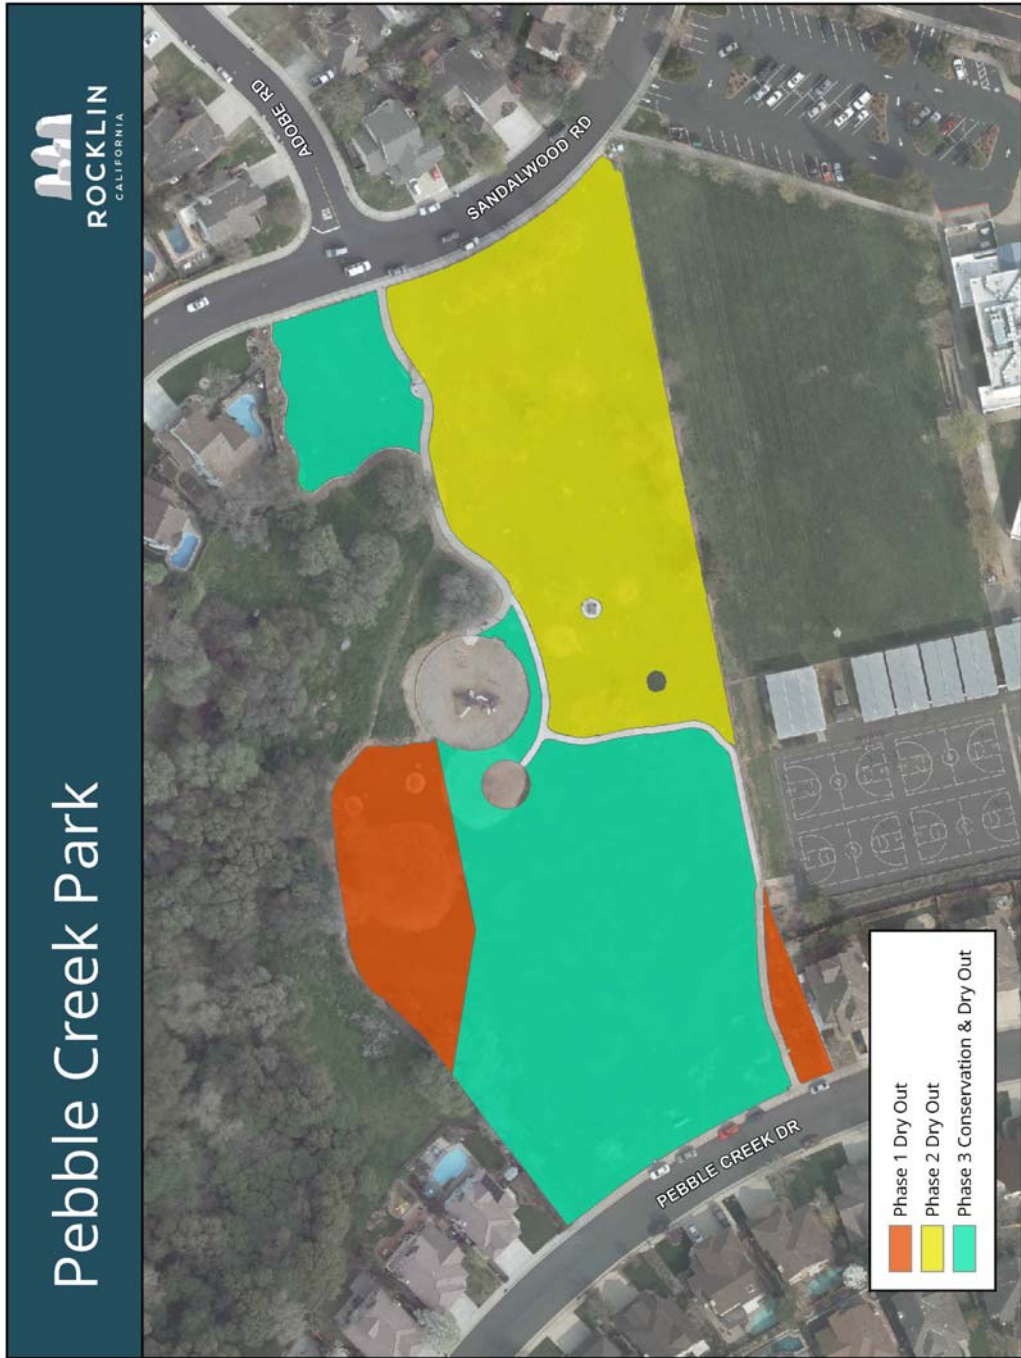 Pebble Creek Park
ROCKLIN
CALIFORNIA
ADOBE RD
SANDALWOOD RD
PEBBLE CREEK DR
Phase 1 Dry Out
Phase 2 Dry Out
Phase 3 Conservation & Dry Out